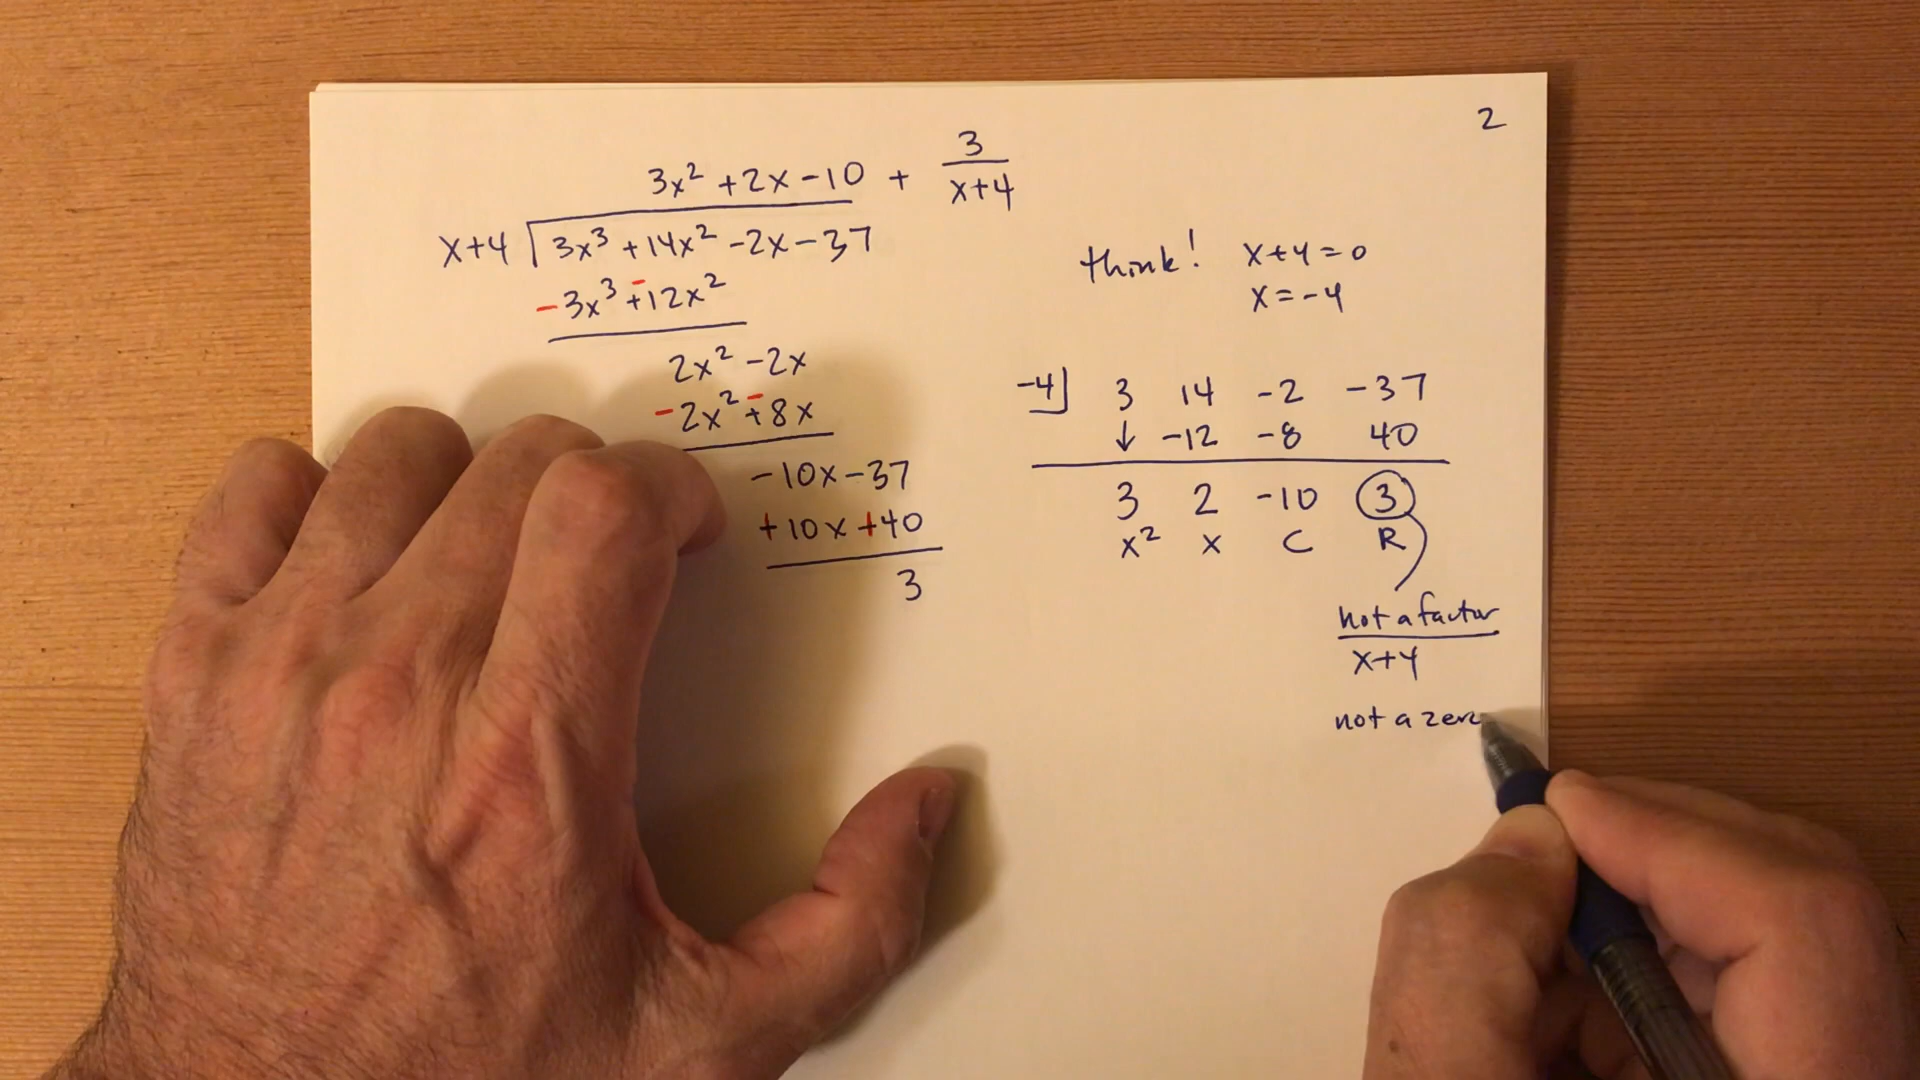 2
3x² + 2x - 10 + 3/(x+4)
x+4 | 3x³ + 14x² - 2x - 37
- 3x³ +- 12x²
2x² - 2x
- 2x² +- 8x
-10x - 37
+10x + 40
3
think! x+4=0
x=-4
-4 | 3 14 -2 -37
↓ -12 -8 40
3 2 -10 3
x² x C R
not a factor
x+4
not a zero